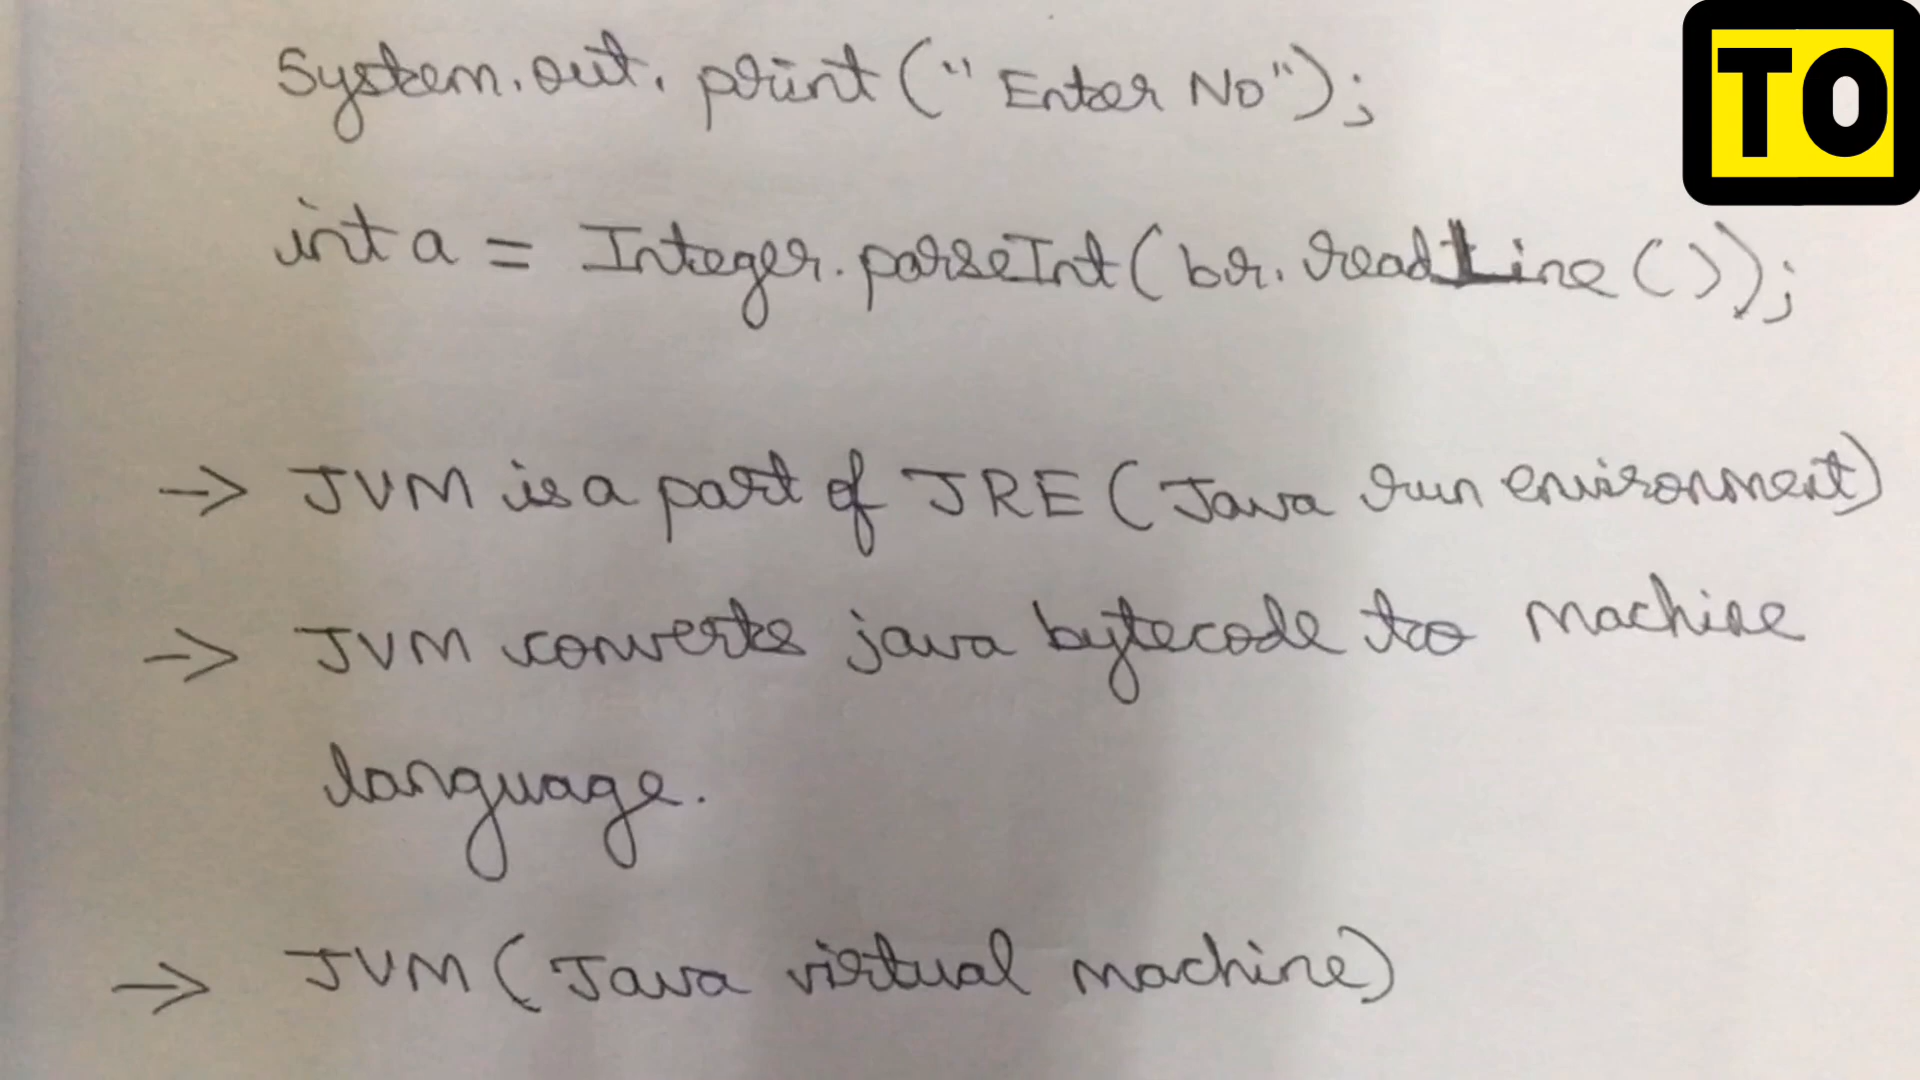 TO
System.out.print("Enter No");
int a = Integer.parseInt(br.readLine());
-> JVM is a part of JRE (Java run environment)
-> JVM converts java bytecode to machine
language.
-> JVM (Java virtual machine)